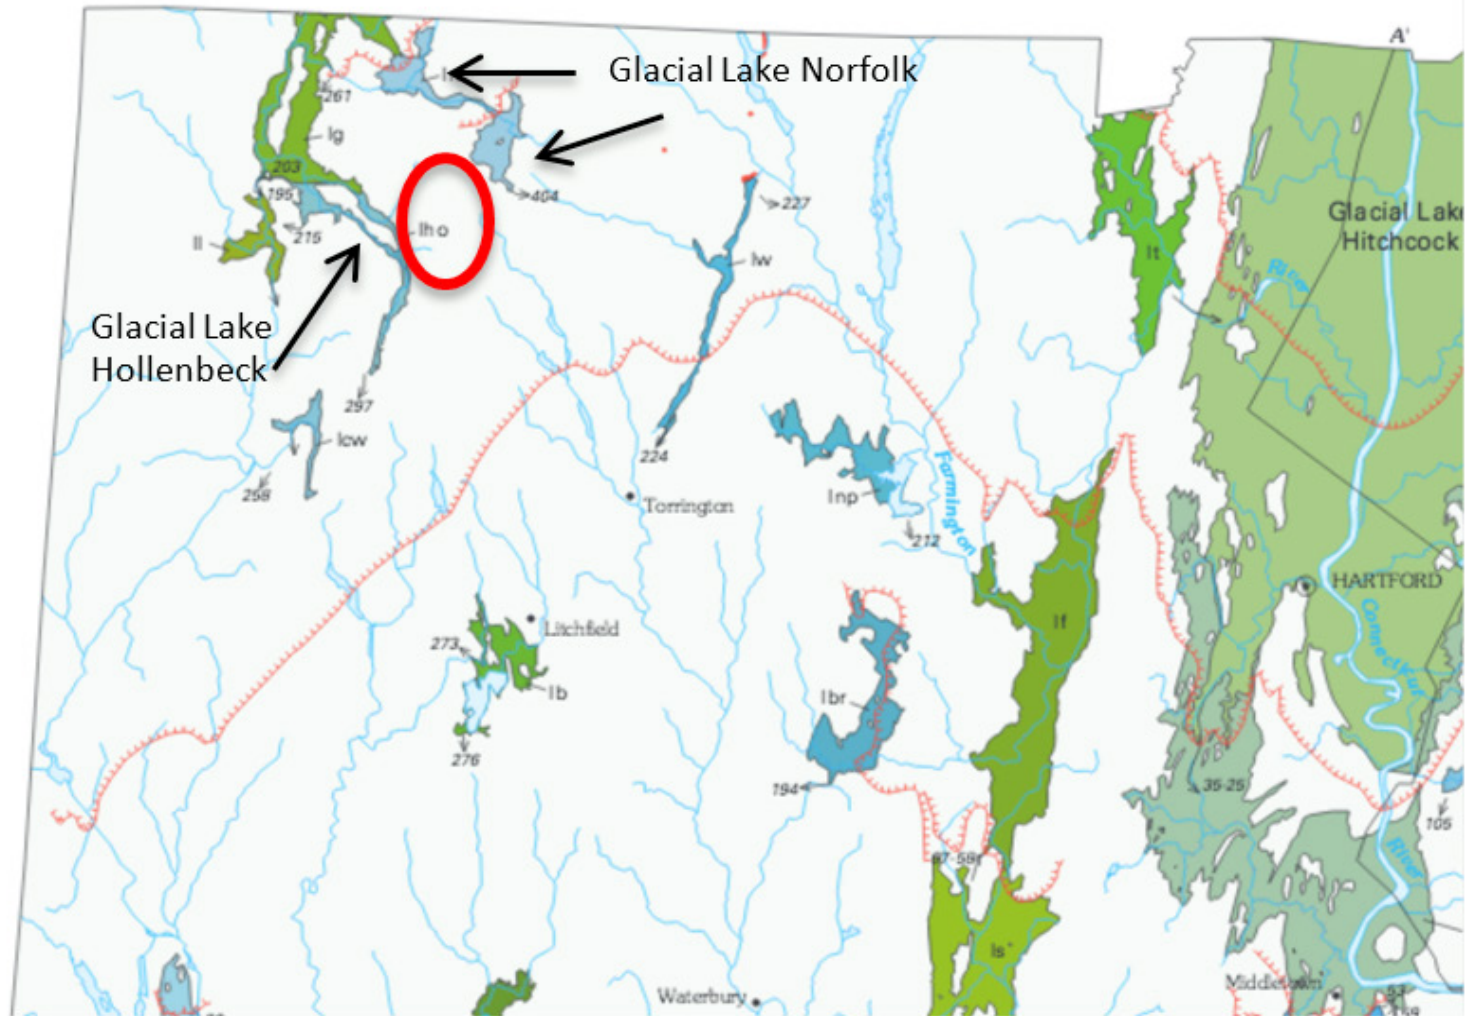 A'
Glacial Lake Norfolk
261
lg
203
195
404
227
Glacial Lake
Hitchcock
215
lho
ll
lw
lt
River
Glacial Lake
Hollenbeck
297
lcw
224
258
Torrington
lnp
Farmington
212
HARTFORD
Connecticut
lf
Litchfield
273
lb
lbr
276
194
35-25
105
River
ls
Waterbury
Middletown